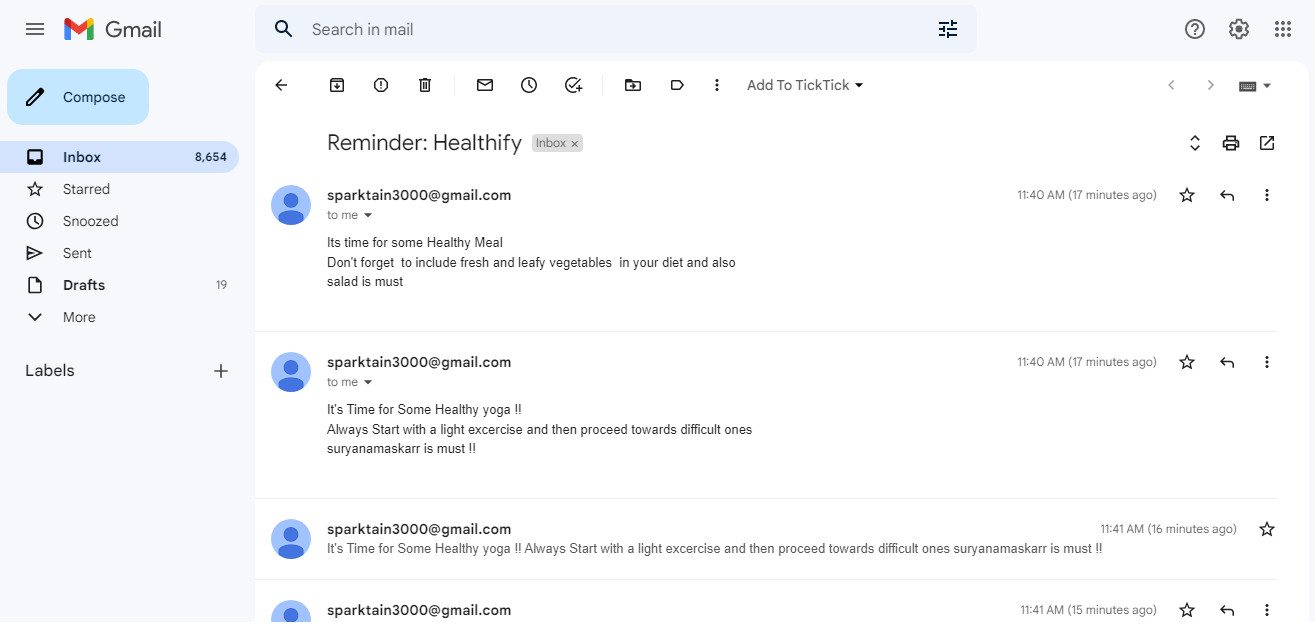 Gmail
Search in mail
Compose
Add To TickTick
Inbox 8,654
Starred
Snoozed
Sent
Drafts 19
More
Labels
Reminder: Healthify Inbox ×
sparktain3000@gmail.com 11:40 AM (17 minutes ago)
to me
Its time for some Healthy Meal
Don't forget  to include fresh and leafy vegetables  in your diet and also
salad is must
sparktain3000@gmail.com 11:40 AM (17 minutes ago)
to me
It's Time for Some Healthy yoga !!
Always Start with a light excercise and then proceed towards difficult ones
suryanamaskarr is must !!
sparktain3000@gmail.com 11:41 AM (16 minutes ago)
It's Time for Some Healthy yoga !! Always Start with a light excercise and then proceed towards difficult ones suryanamaskarr is must !!
sparktain3000@gmail.com 11:41 AM (15 minutes ago)